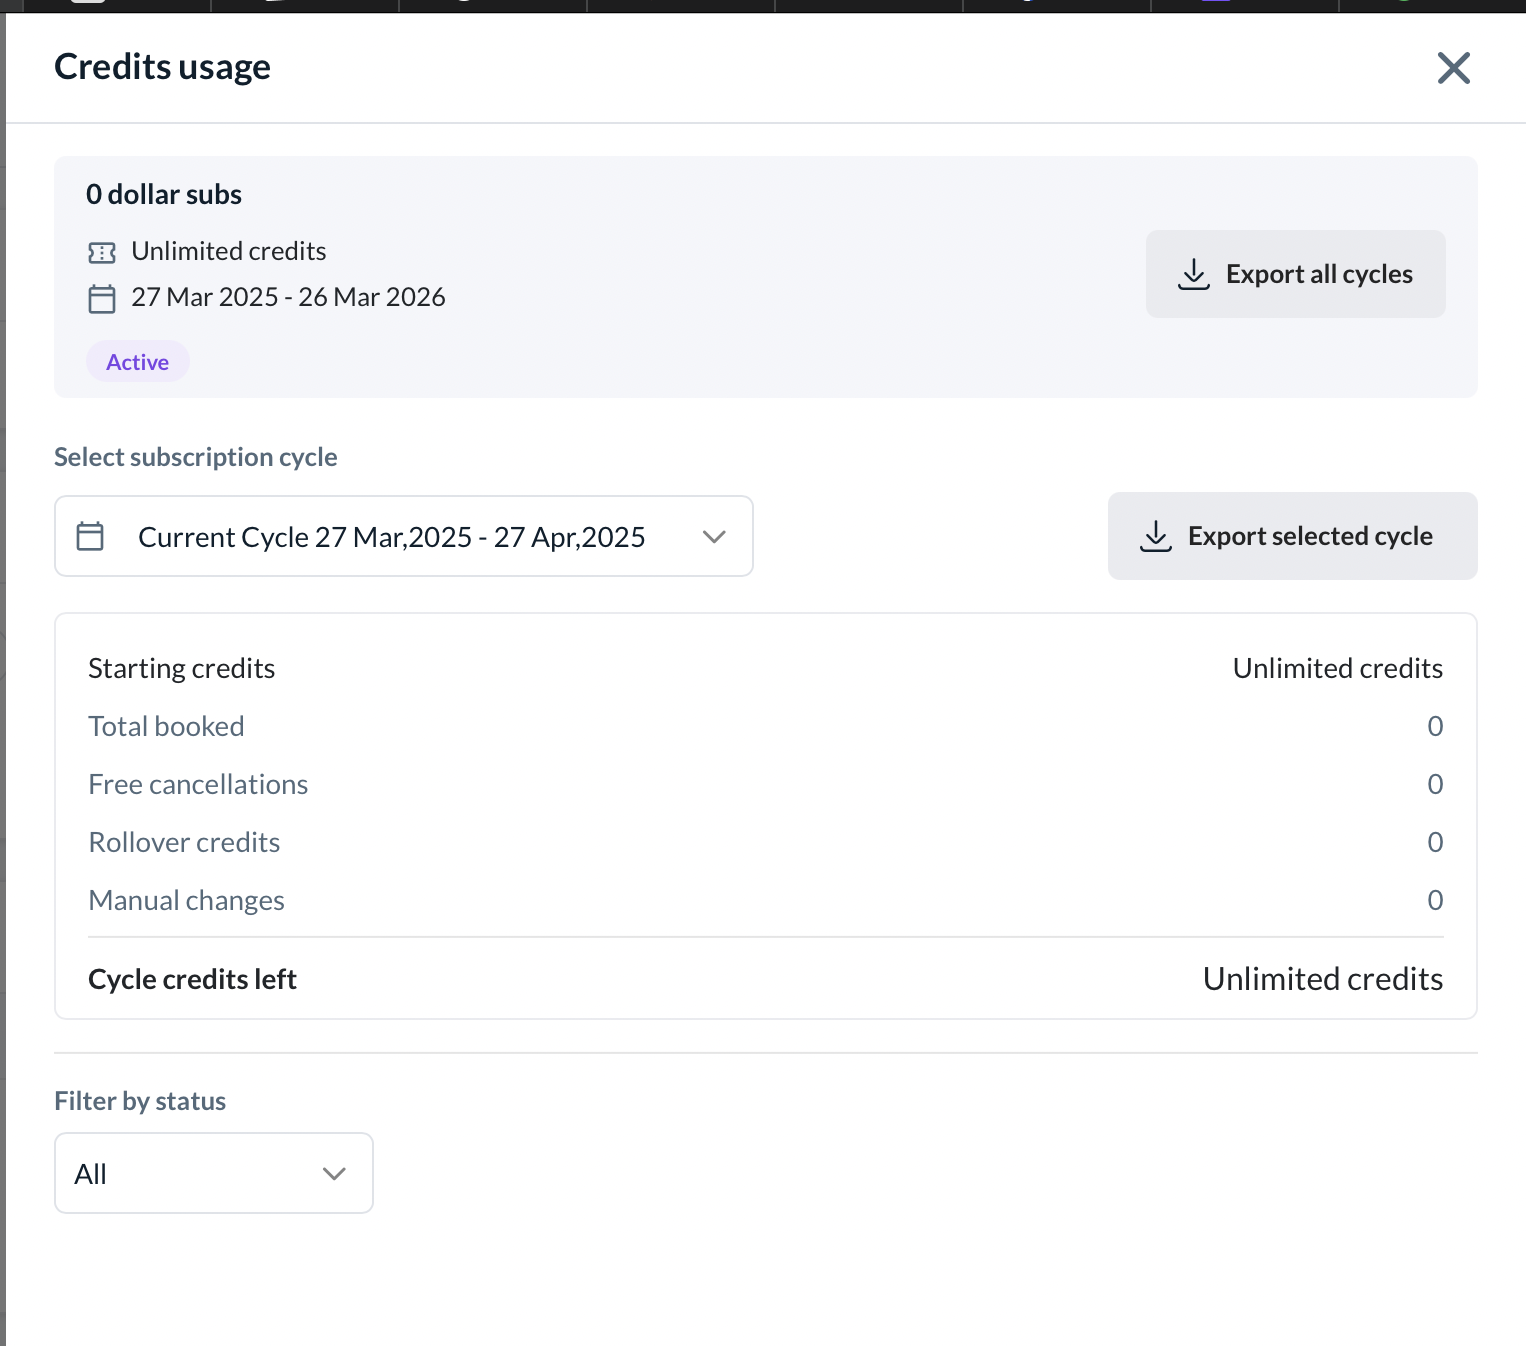 Credits usage
0 dollar subs
Unlimited credits
27 Mar 2025 - 26 Mar 2026
Export all cycles
Active
Select subscription cycle
Current Cycle 27 Mar,2025 - 27 Apr,2025
Export selected cycle
Starting credits Unlimited credits
Total booked 0
Free cancellations 0
Rollover credits 0
Manual changes 0
Cycle credits left Unlimited credits
Filter by status
All